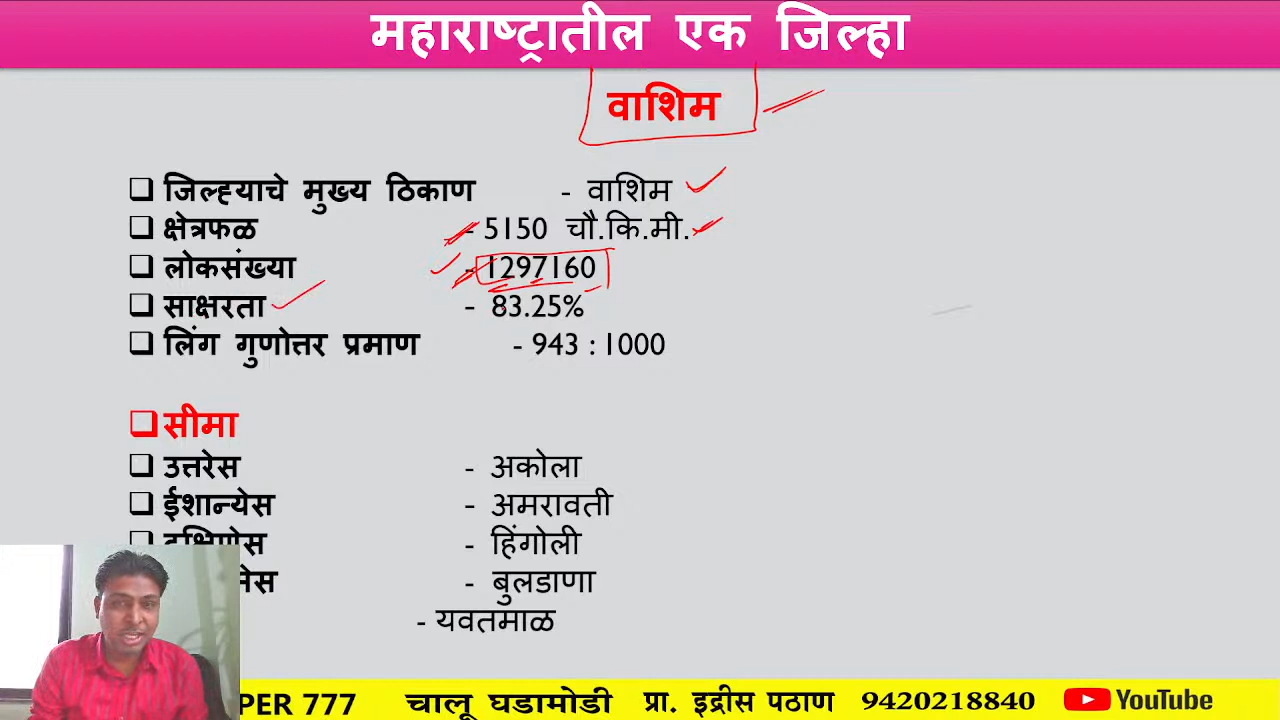 महाराष्ट्रातील एक जिल्हा
वाशिम
जिल्ह्याचे मुख्य ठिकाण - वाशिम
क्षेत्रफळ - 5150 चौ.कि.मी.
लोकसंख्या - 1297160
साक्षरता - 83.25%
लिंग गुणोत्तर प्रमाण - 943 : 1000
सीमा
उत्तरेस - अकोला
ईशान्येस - अमरावती
दक्षिणेस - हिंगोली
- बुलडाणा
- यवतमाळ
PER 777 चालू घडामोडी प्रा. इद्रीस पठाण 9420218840 YouTube